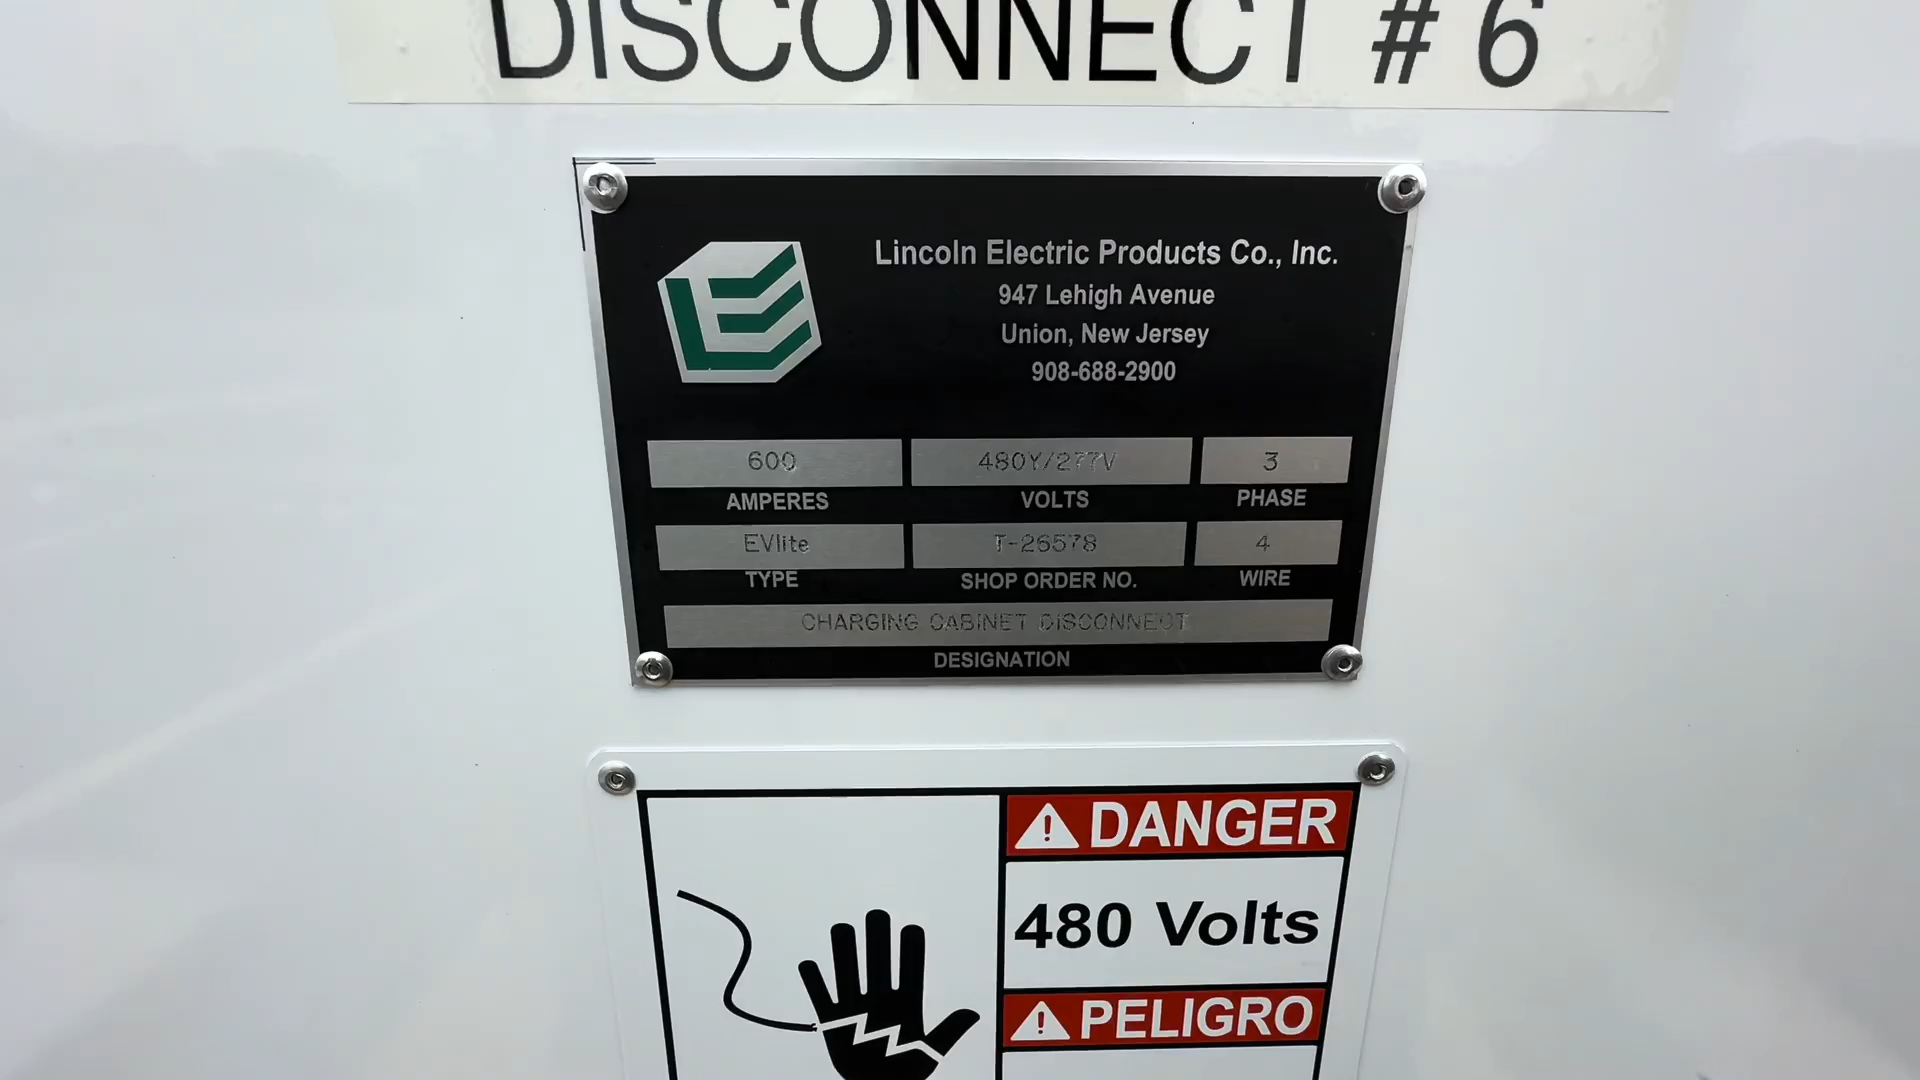 DISCONNECT # 6
Lincoln Electric Products Co., Inc.
947 Lehigh Avenue
Union, New Jersey
908-688-2900
600 480Y/277V 3
AMPERES VOLTS PHASE
EVlite T-26578 4
TYPE SHOP ORDER NO. WIRE
CHARGING CABINET DISCONNECT
DESIGNATION
DANGER
480 Volts
PELIGRO